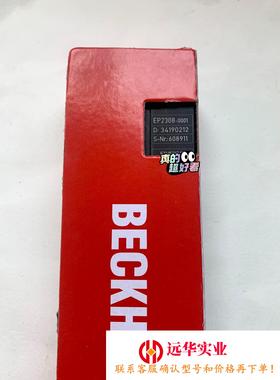 EP2308-0001
D: 34190212
S-Nr: 608911
真的
超好看
BECKH
远华实业
联系客服确认型号和价格再下单！